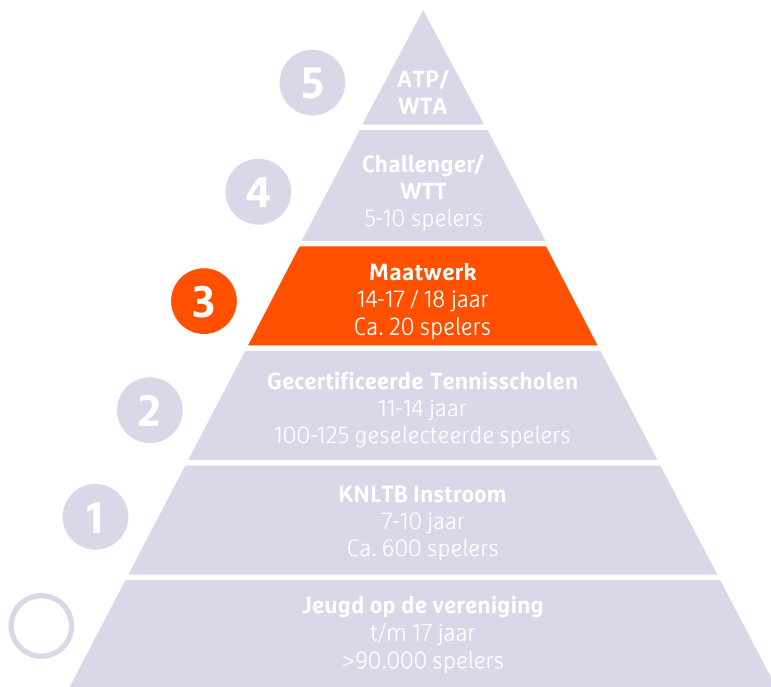 5
ATP/
WTA
4
Challenger/
WTT
5-10 spelers
3
Maatwerk
14-17 / 18 jaar
Ca. 20 spelers
2
Gecertificeerde Tennisscholen
11-14 jaar
100-125 geselecteerde spelers
1
KNLTB Instroom
7-10 jaar
Ca. 600 spelers
Jeugd op de vereniging
t/m 17 jaar
>90.000 spelers